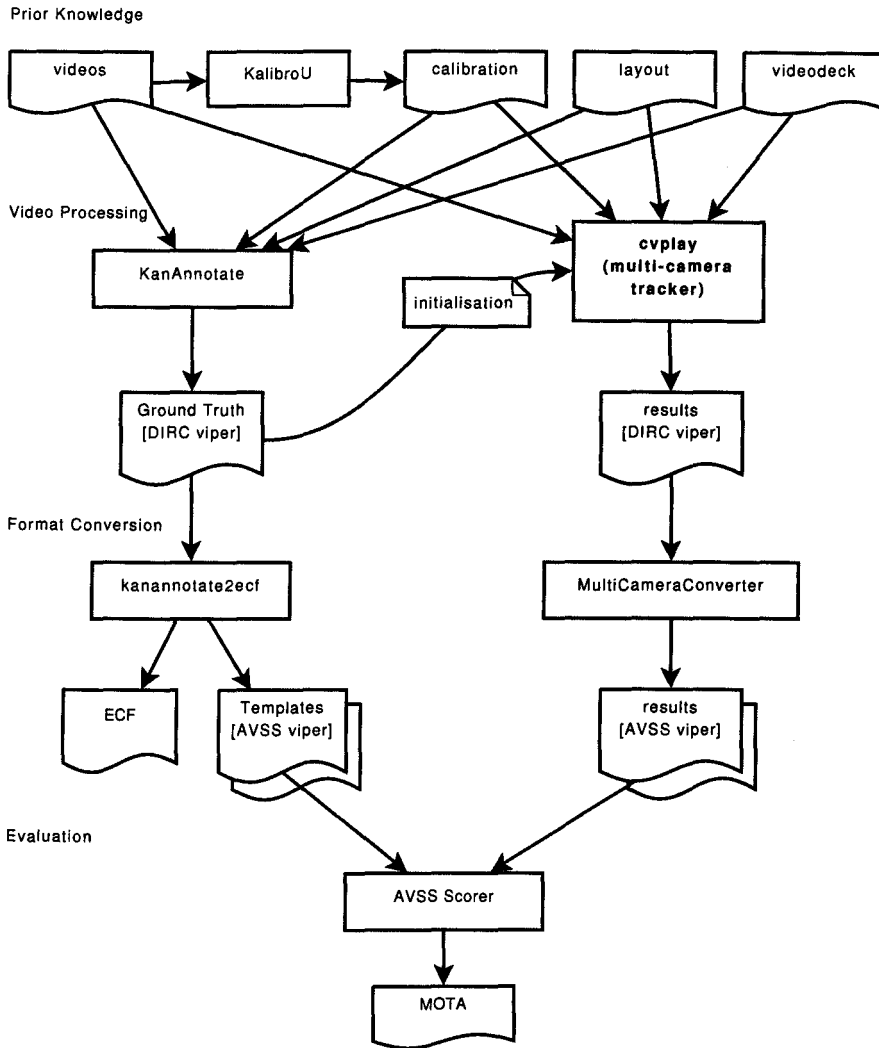 Prior Knowledge
videos
KalibroU
calibration
layout
videodeck
Video Processing
KanAnnotate
initialisation
cvplay
(multi-camera
tracker)
Ground Truth
[DIRC viper]
results
[DIRC viper]
Format Conversion
kanannotate2ecf
MultiCameraConverter
ECF
Templates
[AVSS viper]
results
[AVSS viper]
Evaluation
AVSS Scorer
MOTA